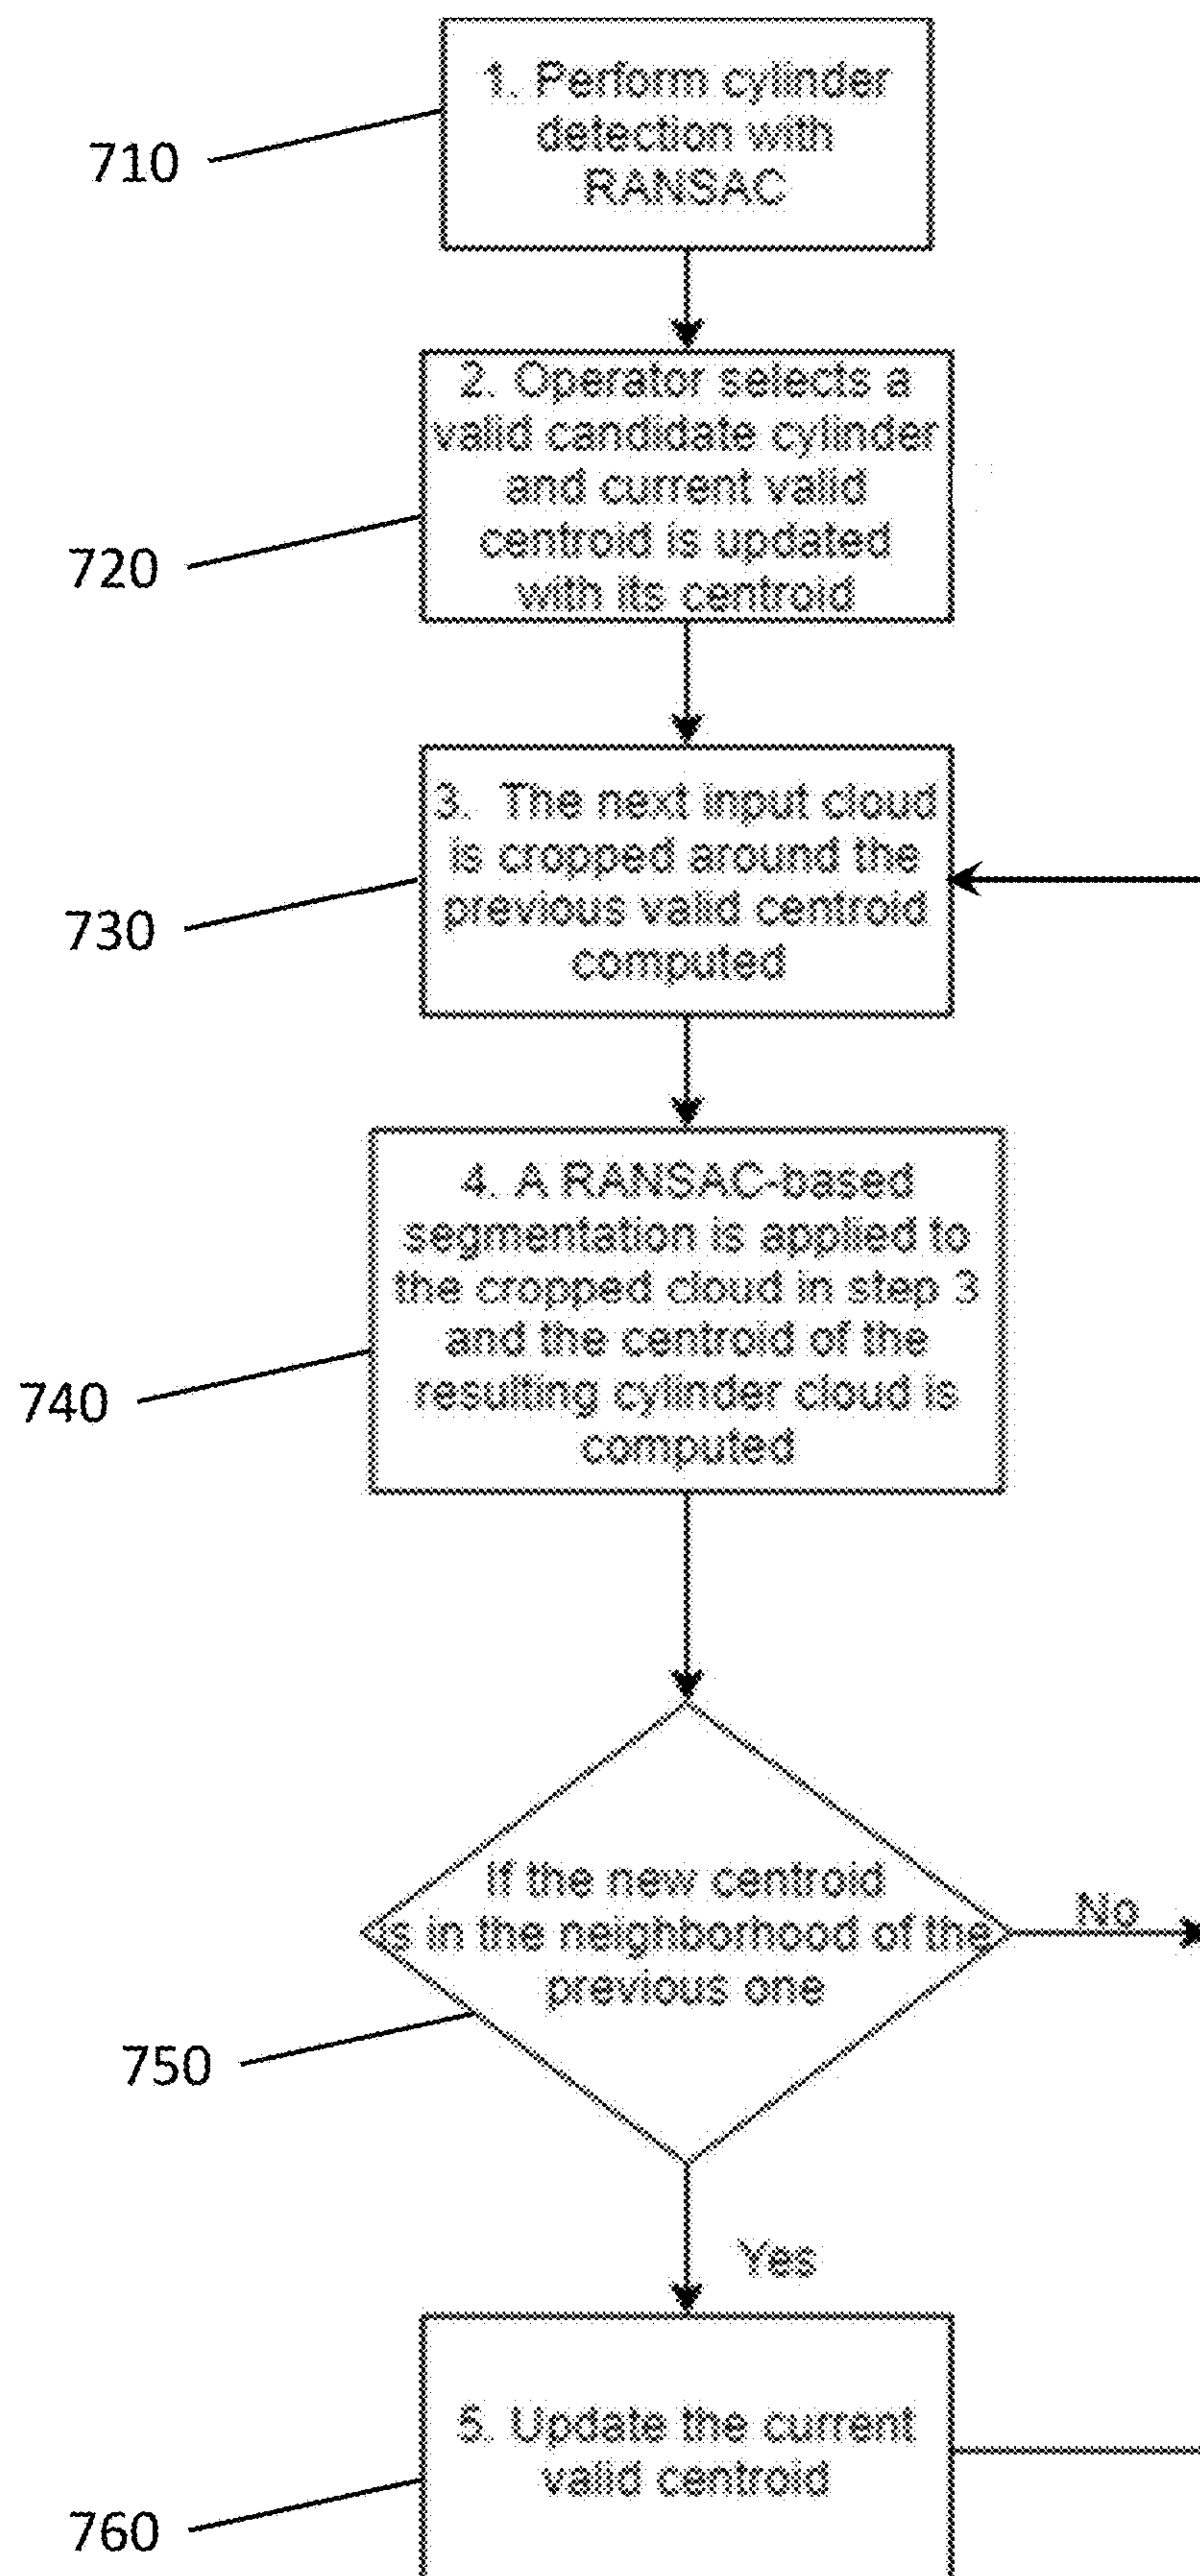 1. Perform cylinder
detection with
RANSAC
710
2. Operator selects a
valid candidate cylinder
and current valid
centroid is updated
with its centroid
720
3. The next input cloud
is cropped around the
previous valid centroid
computed
730
4. A RANSAC-based
segmentation is applied to
the cropped cloud in step 3
and the centroid of the
resulting cylinder cloud is
computed
740
If the new centroid
is in the neighborhood of the
previous one
No
750
Yes
5. Update the current
valid centroid
760